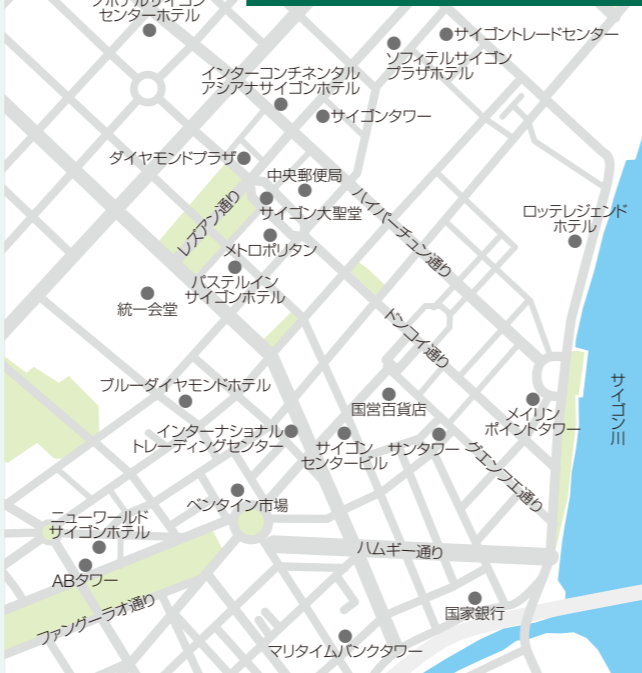 センターホテル
サイゴントレードセンター
ソフィテルサイゴン
プラザホテル
インターコンチネンタル
アシアナサイゴンホテル
サイゴンタワー
ダイヤモンドプラザ
中央郵便局
レズアン通り
サイゴン大聖堂
ハイバーチュン通り
ロッテレジェンド
ホテル
メトロポリタン
パステルイン
サイゴンホテル
統一会堂
ドンコイ通り
サイゴン川
ブルーダイヤモンドホテル
国営百貨店
メイリン
ポイントタワー
インターナショナル
トレーディングセンター
サイゴン
センタービル
サンタワー
グエンフエ通り
ベンタイン市場
ニューワールド
サイゴンホテル
ハムギー通り
ABタワー
ファングーラオ通り
国家銀行
マリタイムバンクタワー